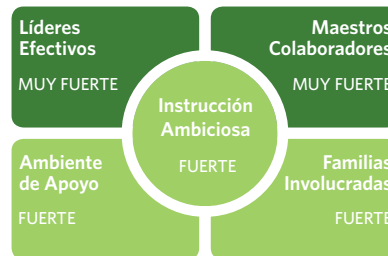 Líderes
Efectivos
MUY FUERTE
Maestros
Colaboradores
MUY FUERTE
Instrucción
Ambiciosa
FUERTE
Ambiente
de Apoyo
FUERTE
Familias
Involucradas
FUERTE